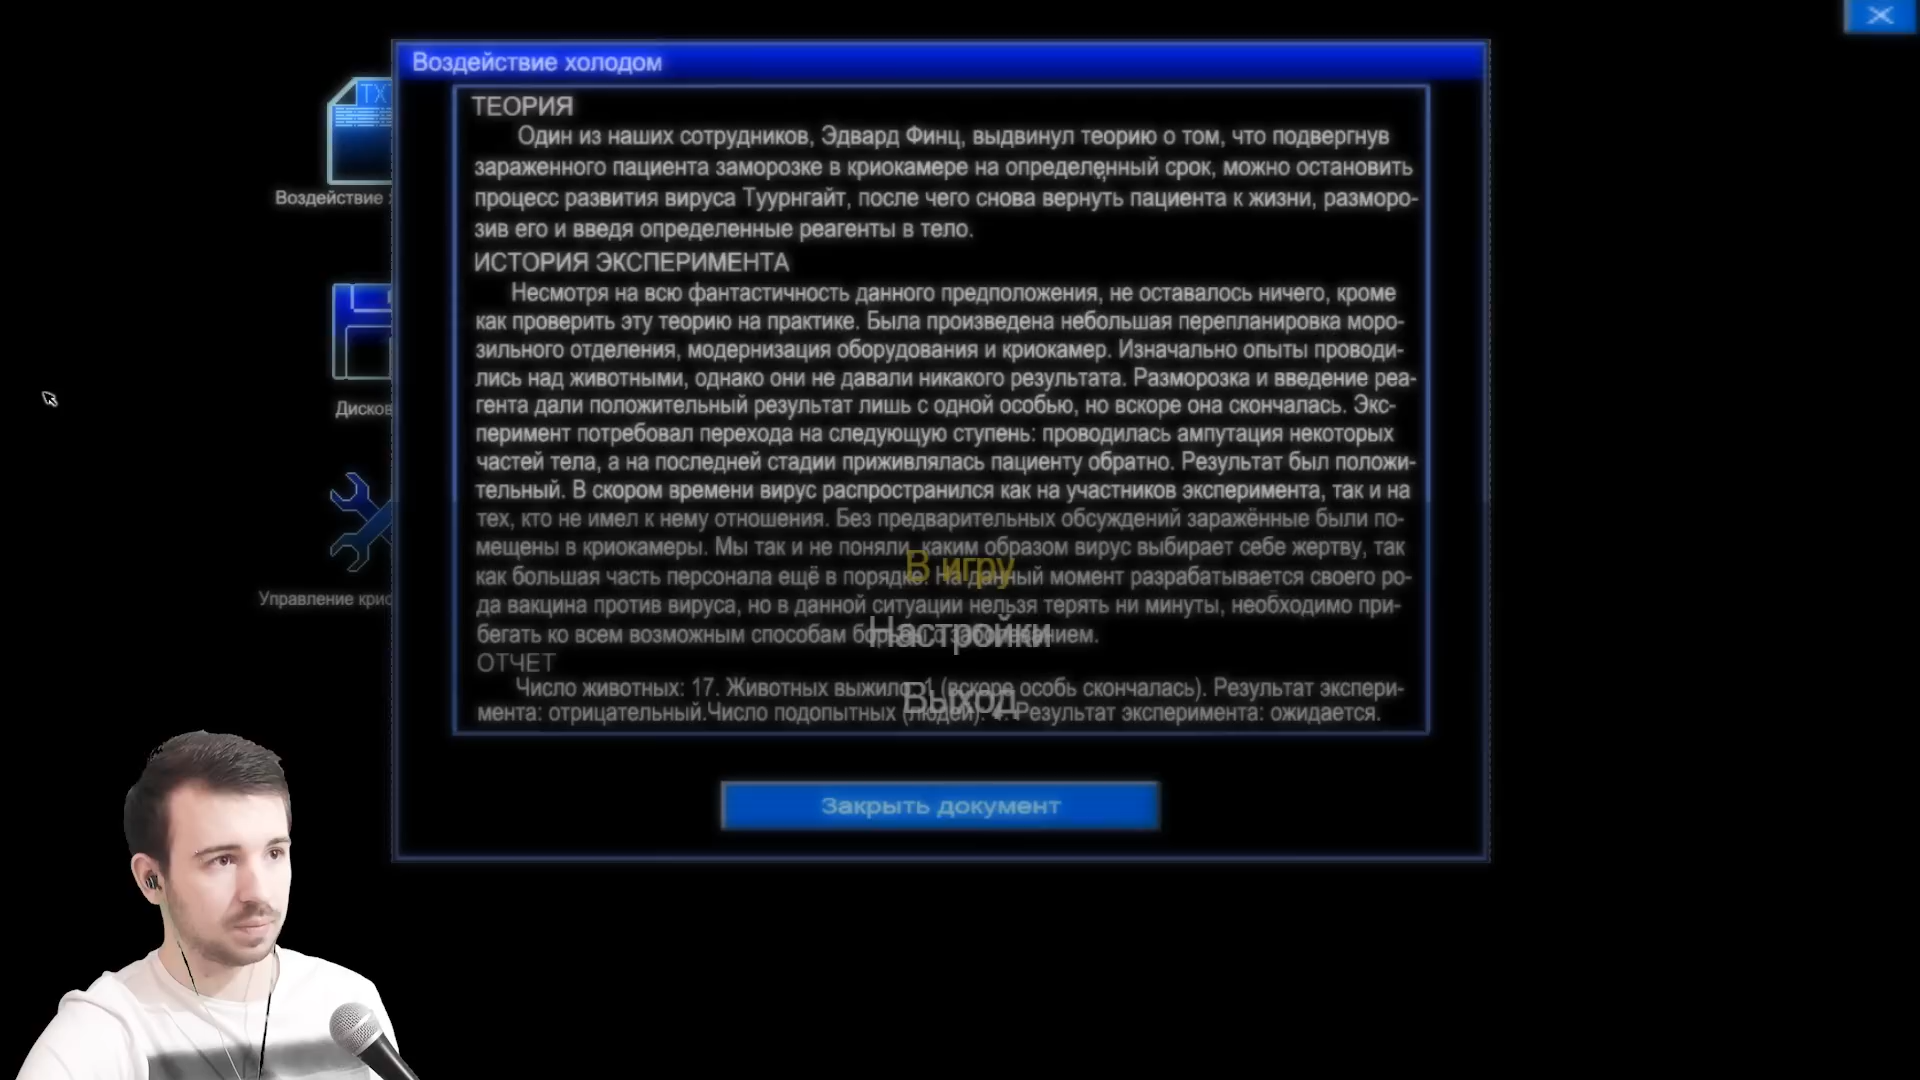 Воздействие холодом
TX
ТЕОРИЯ
Один из наших сотрудников, Эдвард Финц, выдвинул теорию о том, что подвергнув
зараженного пациента заморозке в криокамере на определенный срок, можно остановить
процесс развития вируса Туурнгайт, после чего снова вернуть пациента к жизни, разморо-
зив его и введя определенные реагенты в тело.
Воздействие
ИСТОРИЯ ЭКСПЕРИМЕНТА
Несмотря на всю фантастичность данного предположения, не оставалось ничего, кроме
как проверить эту теорию на практике. Была произведена небольшая перепланировка моро-
зильного отделения, модернизация оборудования и криокамер. Изначально опыты проводи-
лись над животными, однако они не давали никакого результата. Разморозка и введение реа-
гента дали положительный результат лишь с одной особью, но вскоре она скончалась. Экс-
Дисков
перимент потребовал перехода на следующую ступень: проводилась ампутация некоторых
частей тела, а на последней стадии приживлялась пациенту обратно. Результат был положи-
тельный. В скором времени вирус распространился как на участников эксперимента, так и на
тех, кто не имел к нему отношения. Без предварительных обсуждений заражённые были по-
мещены в криокамеры. Мы так и не поняли, каким образом вирус выбирает себе жертву, так
В игру
как большая часть персонала ещё в порядке. На данный момент разрабатывается своего ро-
Управление крио
да вакцина против вируса, но в данной ситуации нельзя терять ни минуты, необходимо при-
бегать ко всем возможным способам борьбы с заболеванием.
Настройки
ОТЧЕТ
Число животных: 17. Животных выжило: 1 (вскоре особь скончалась). Результат экспери-
Выход
мента: отрицательный.Число подопытных (людей): Результат эксперимента: ожидается.
Закрыть документ